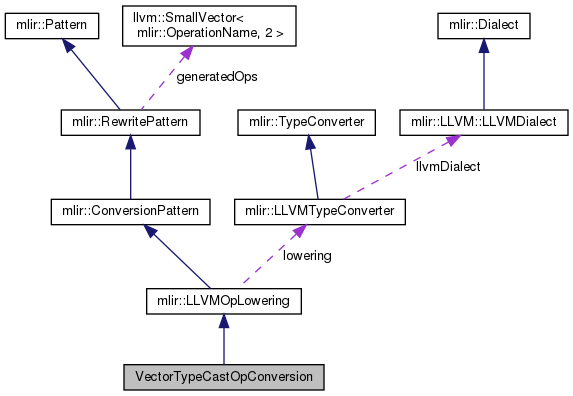 mlir::Pattern
llvm::SmallVector<
mlir::OperationName, 2 >
mlir::Dialect
generatedOps
mlir::RewritePattern
mlir::TypeConverter
mlir::LLVM::LLVMDialect
llvmDialect
mlir::ConversionPattern
mlir::LLVMTypeConverter
lowering
mlir::LLVMOpLowering
VectorTypeCastOpConversion